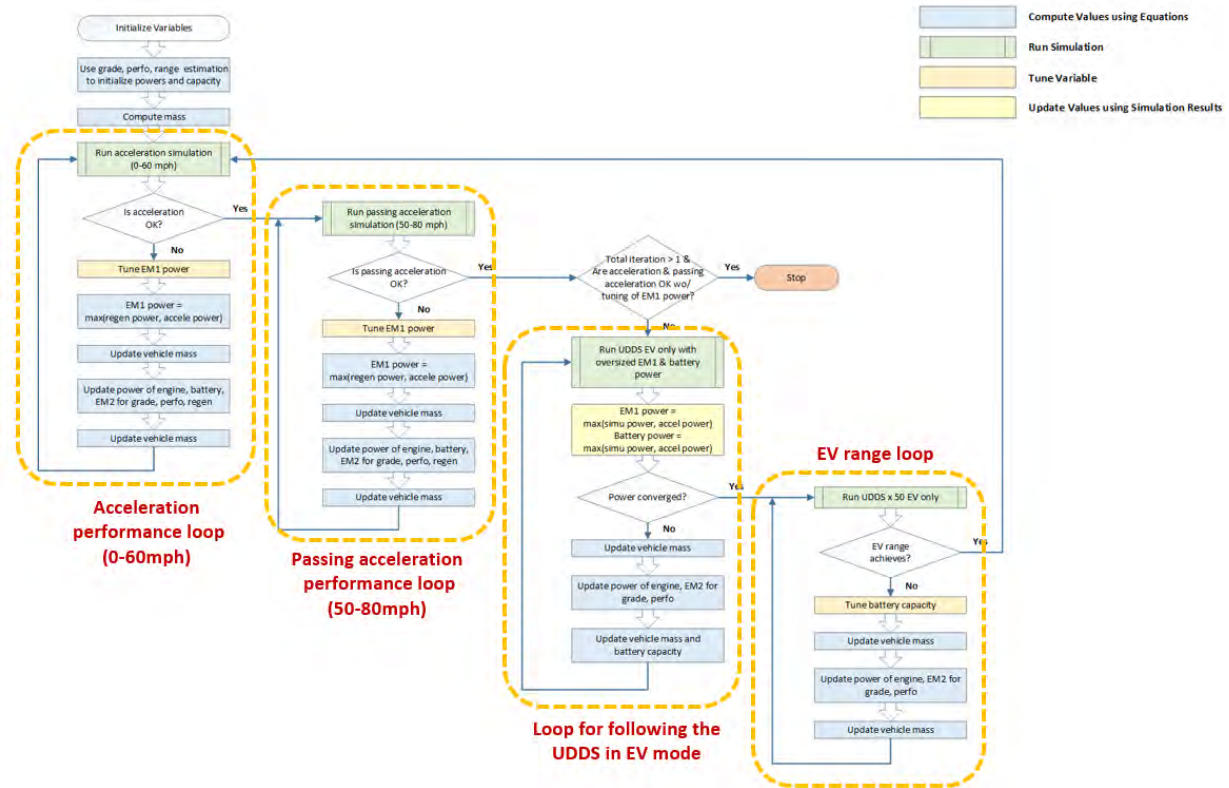 Initialize Variables
Use grade, perfo, range estimation
to initialize powers and capacity
Compute mass
Run acceleration simulation
(0-60 mph)
Is acceleration
OK?
Yes
No
Tune EM1 power
EM1 power =
max(regen power, accele power)
Update vehicle mass
Update power of engine, battery,
EM2 for grade, perfo, regen
Update vehicle mass
Acceleration
performance loop
(0-60mph)
Run passing acceleration
simulation (50-80 mph)
Is passing acceleration
OK?
Yes
No
Tune EM1 power
EM1 power =
max(regen power, accele power)
Update vehicle mass
Update power of engine, battery,
EM2 for grade, perfo, regen
Update vehicle mass
Passing acceleration
performance loop
(50-80mph)
Total iteration > 1 &
Are acceleration & passing
acceleration OK wo/
tuning of EM1 power?
Yes
Stop
No
Run UDDS EV only with
oversized EM1 & battery
power
EM1 power =
max(simu power, accel power)
Battery power =
max(simu power, accel power)
Power converged?
Yes
No
Update vehicle mass
Update power of engine, EM2 for
grade, perfo
Update vehicle mass and
battery capacity
Loop for following the
UDDS in EV mode
EV range loop
Run UDDS x 50 EV only
EV range
achieves?
Yes
No
Tune battery capacity
Update vehicle mass
Update power of engine, EM2 for
grade, perfo
Update vehicle mass
Compute Values using Equations
Run Simulation
Tune Variable
Update Values using Simulation Results